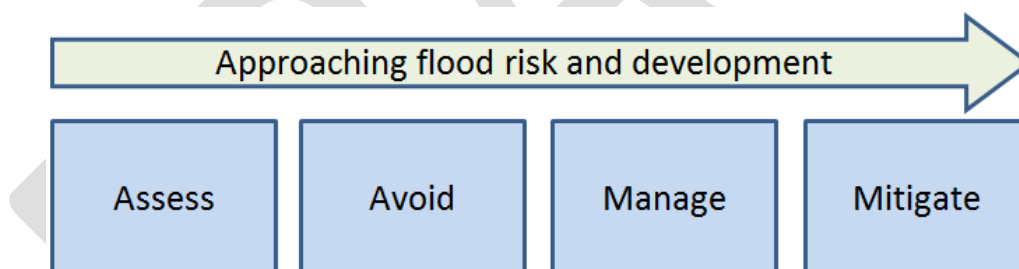 Approaching flood risk and development
Assess
Avoid
Manage
Mitigate